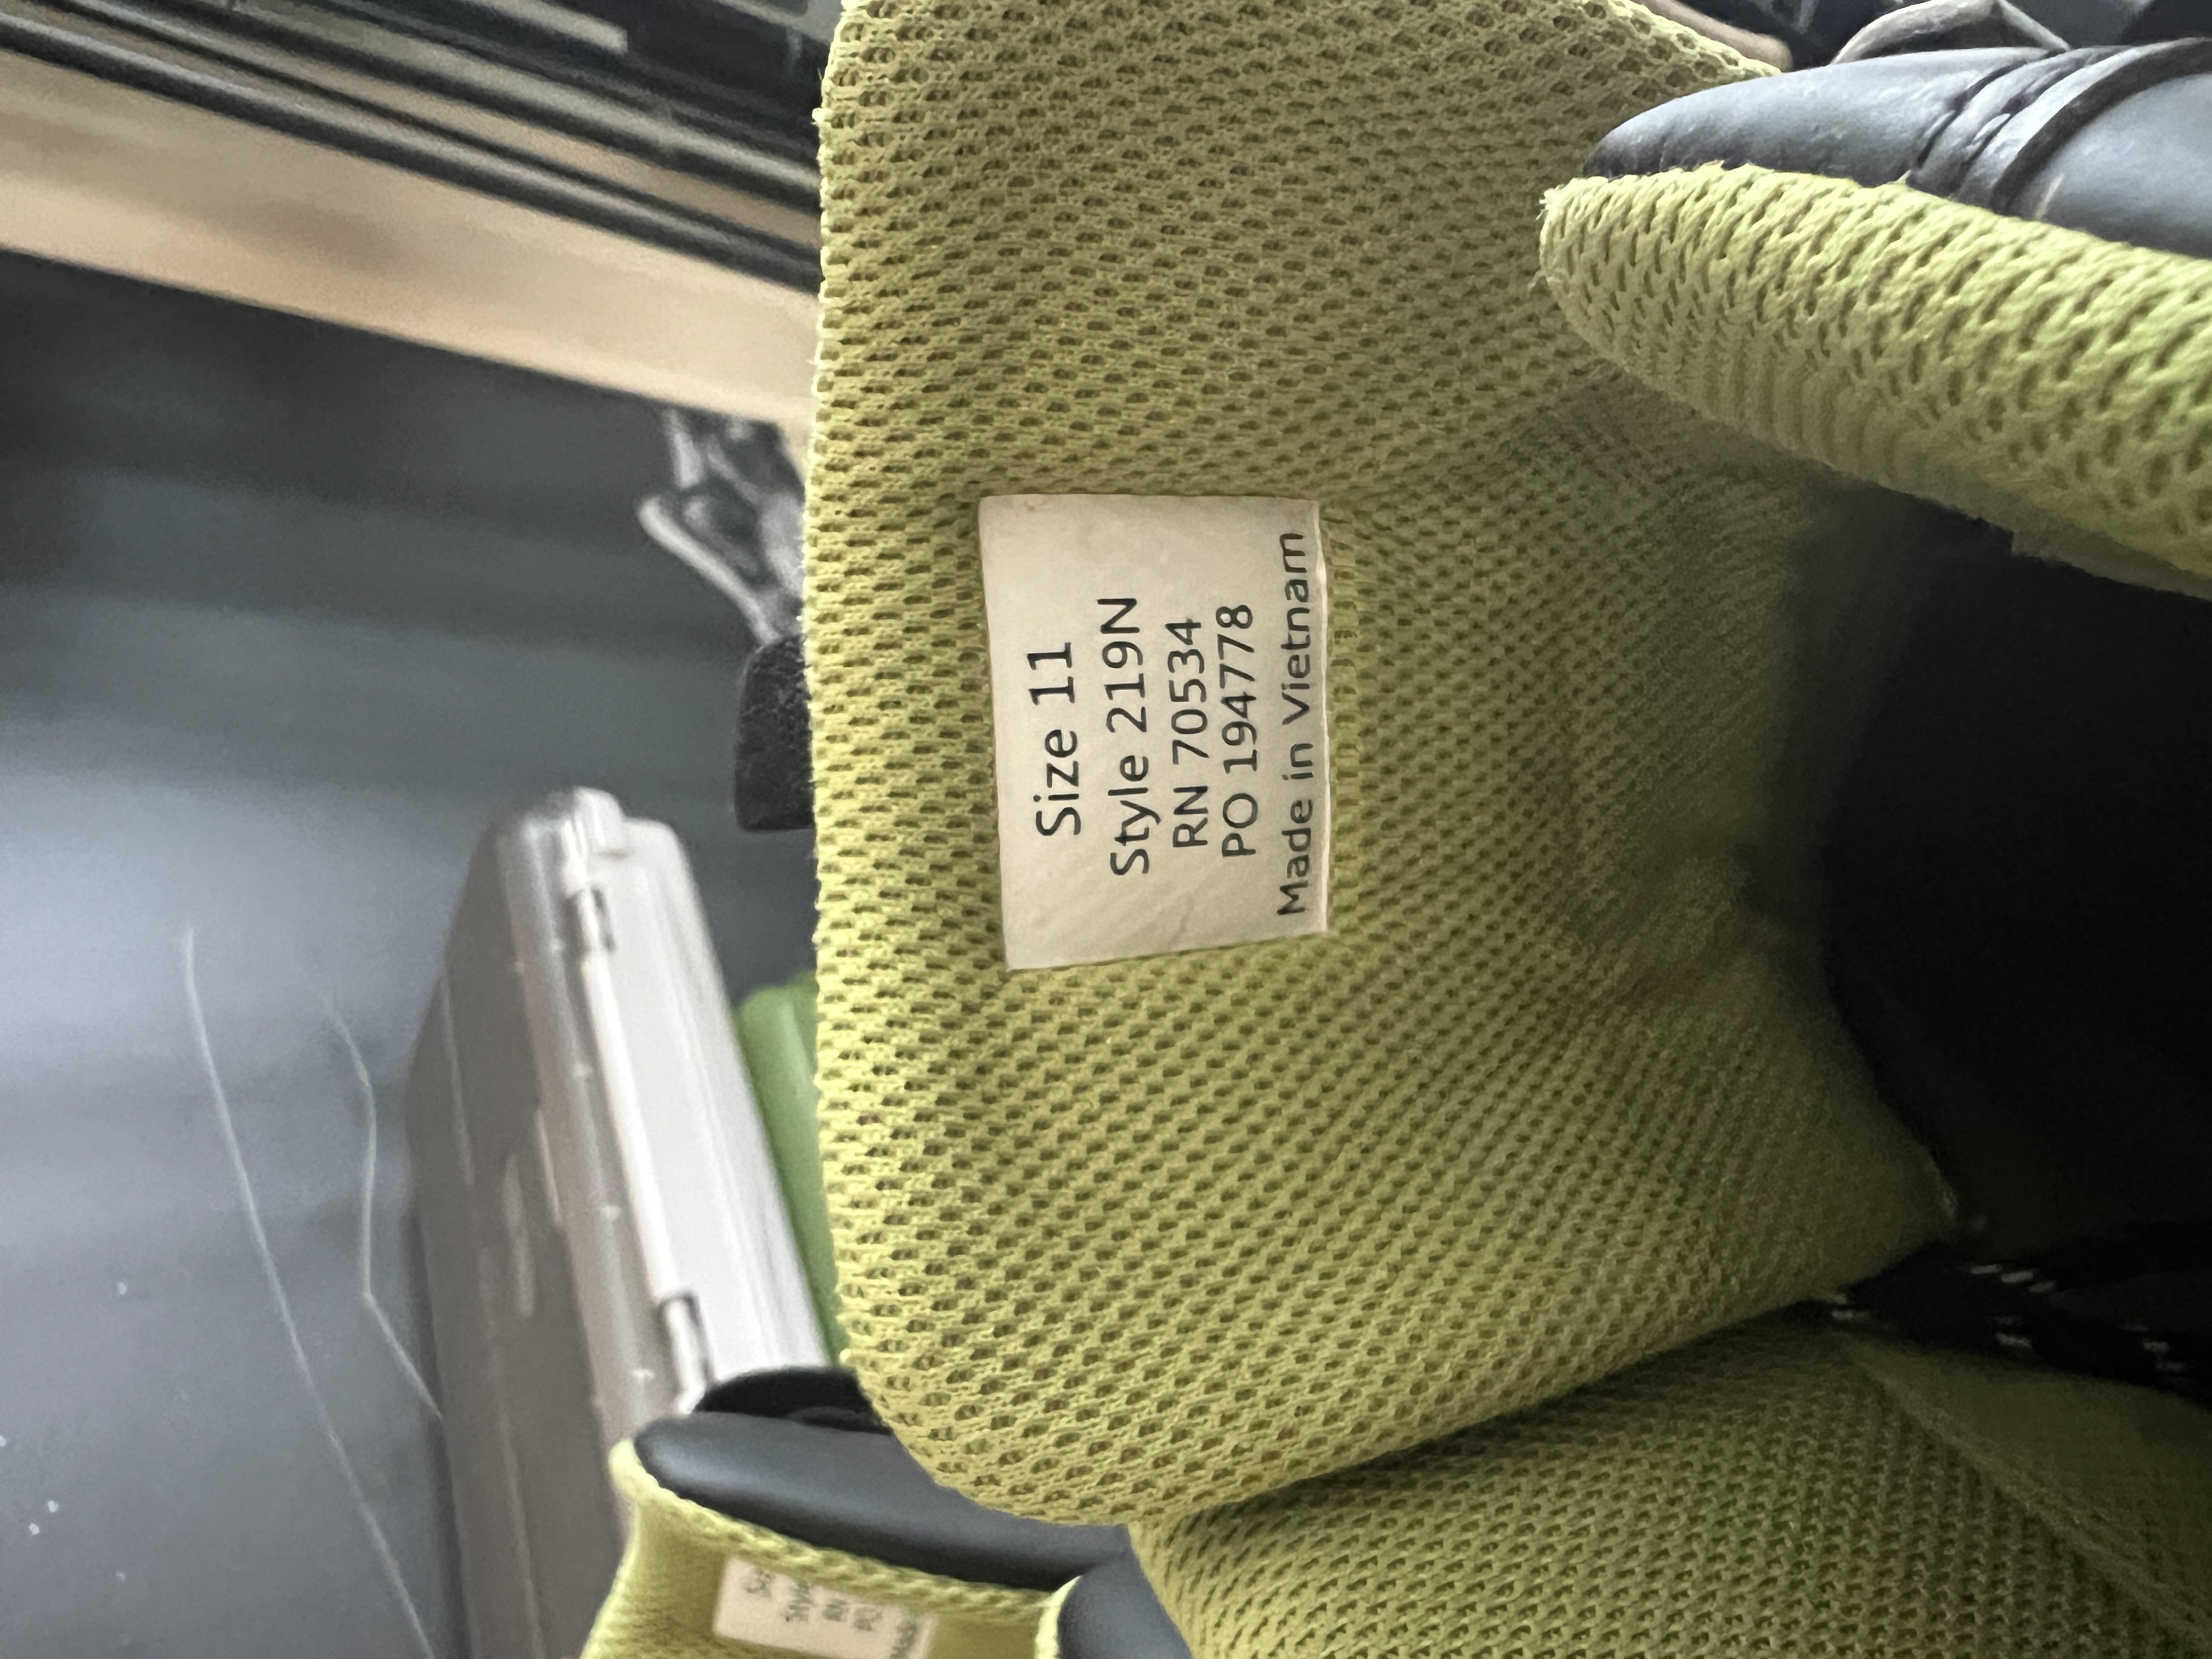 Size 11
Style 219N
RN 70534
PO 194778
Made in Vietnam